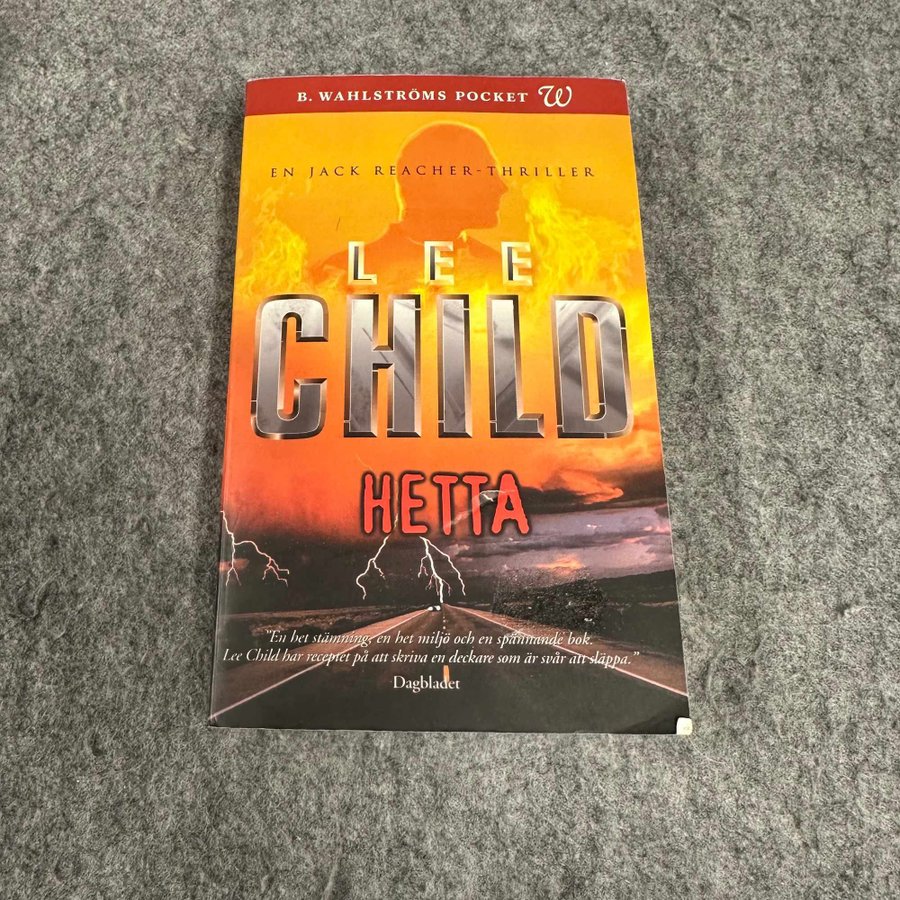 B. WAHLSTRÖMS POCKET W
EN JACK REACHER-THRILLER
LEE
CHILD
HETTA
"En het stämning, en het miljö och en spännande bok.
Lee Child har receptet på att skriva en deckare som är svår att släppa."
Dagbladet